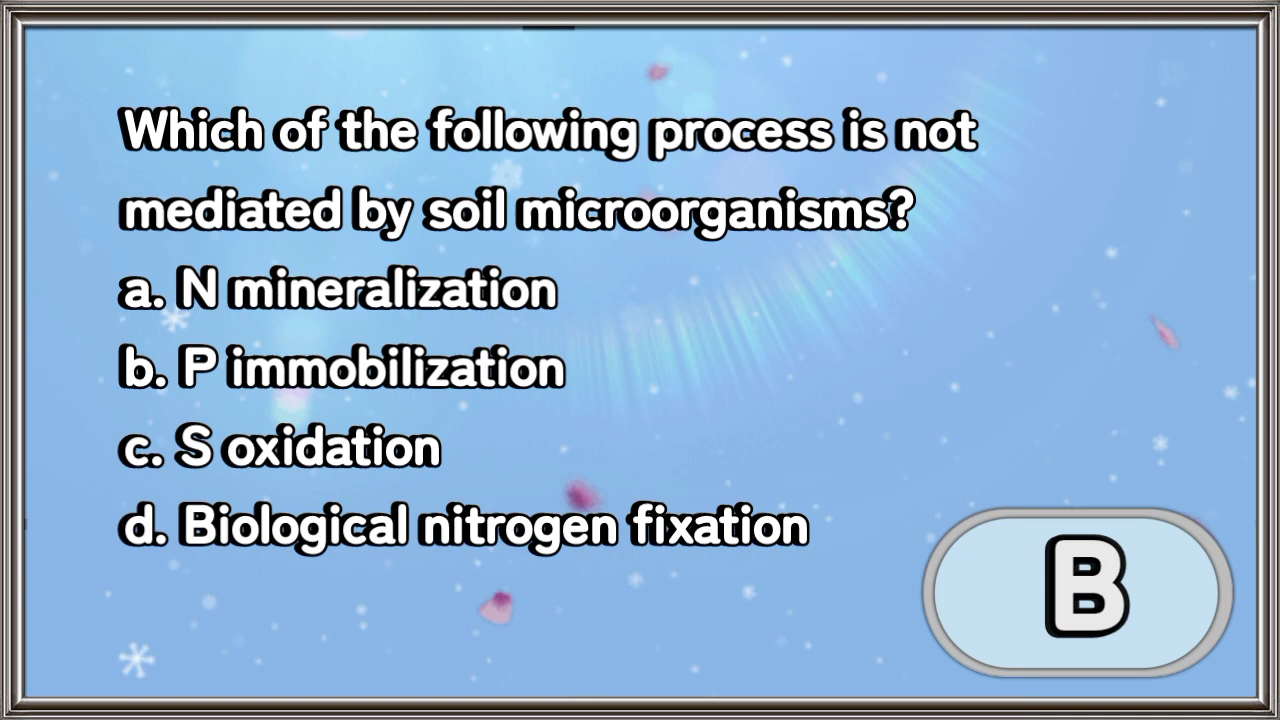 Which of the following process is not
mediated by soil microorganisms?
a. N mineralization
b. P immobilization
c. S oxidation
d. Biological nitrogen fixation
B